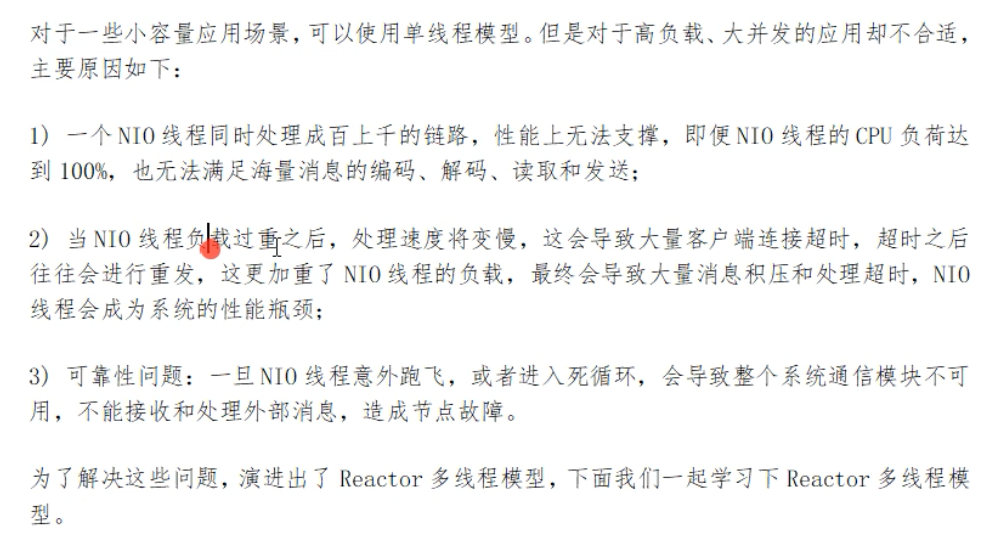 对于一些小容量应用场景，可以使用单线程模型。但是对于高负载、大并发的应用却不合适，
主要原因如下：
1) 一个 NIO 线程同时处理成百上千的链路，性能上无法支撑，即便 NIO 线程的 CPU 负荷达
到 100%，也无法满足海量消息的编码、解码、读取和发送；
2) 当 NIO 线程负载过重之后，处理速度将变慢，这会导致大量客户端连接超时，超时之后
往往会进行重发，这更加重了 NIO 线程的负载，最终会导致大量消息积压和处理超时，NIO
线程会成为系统的性能瓶颈；
3) 可靠性问题：一旦 NIO 线程意外跑飞，或者进入死循环，会导致整个系统通信模块不可
用，不能接收和处理外部消息，造成节点故障。
为了解决这些问题，演进出了 Reactor 多线程模型，下面我们一起学习下 Reactor 多线程模
型。